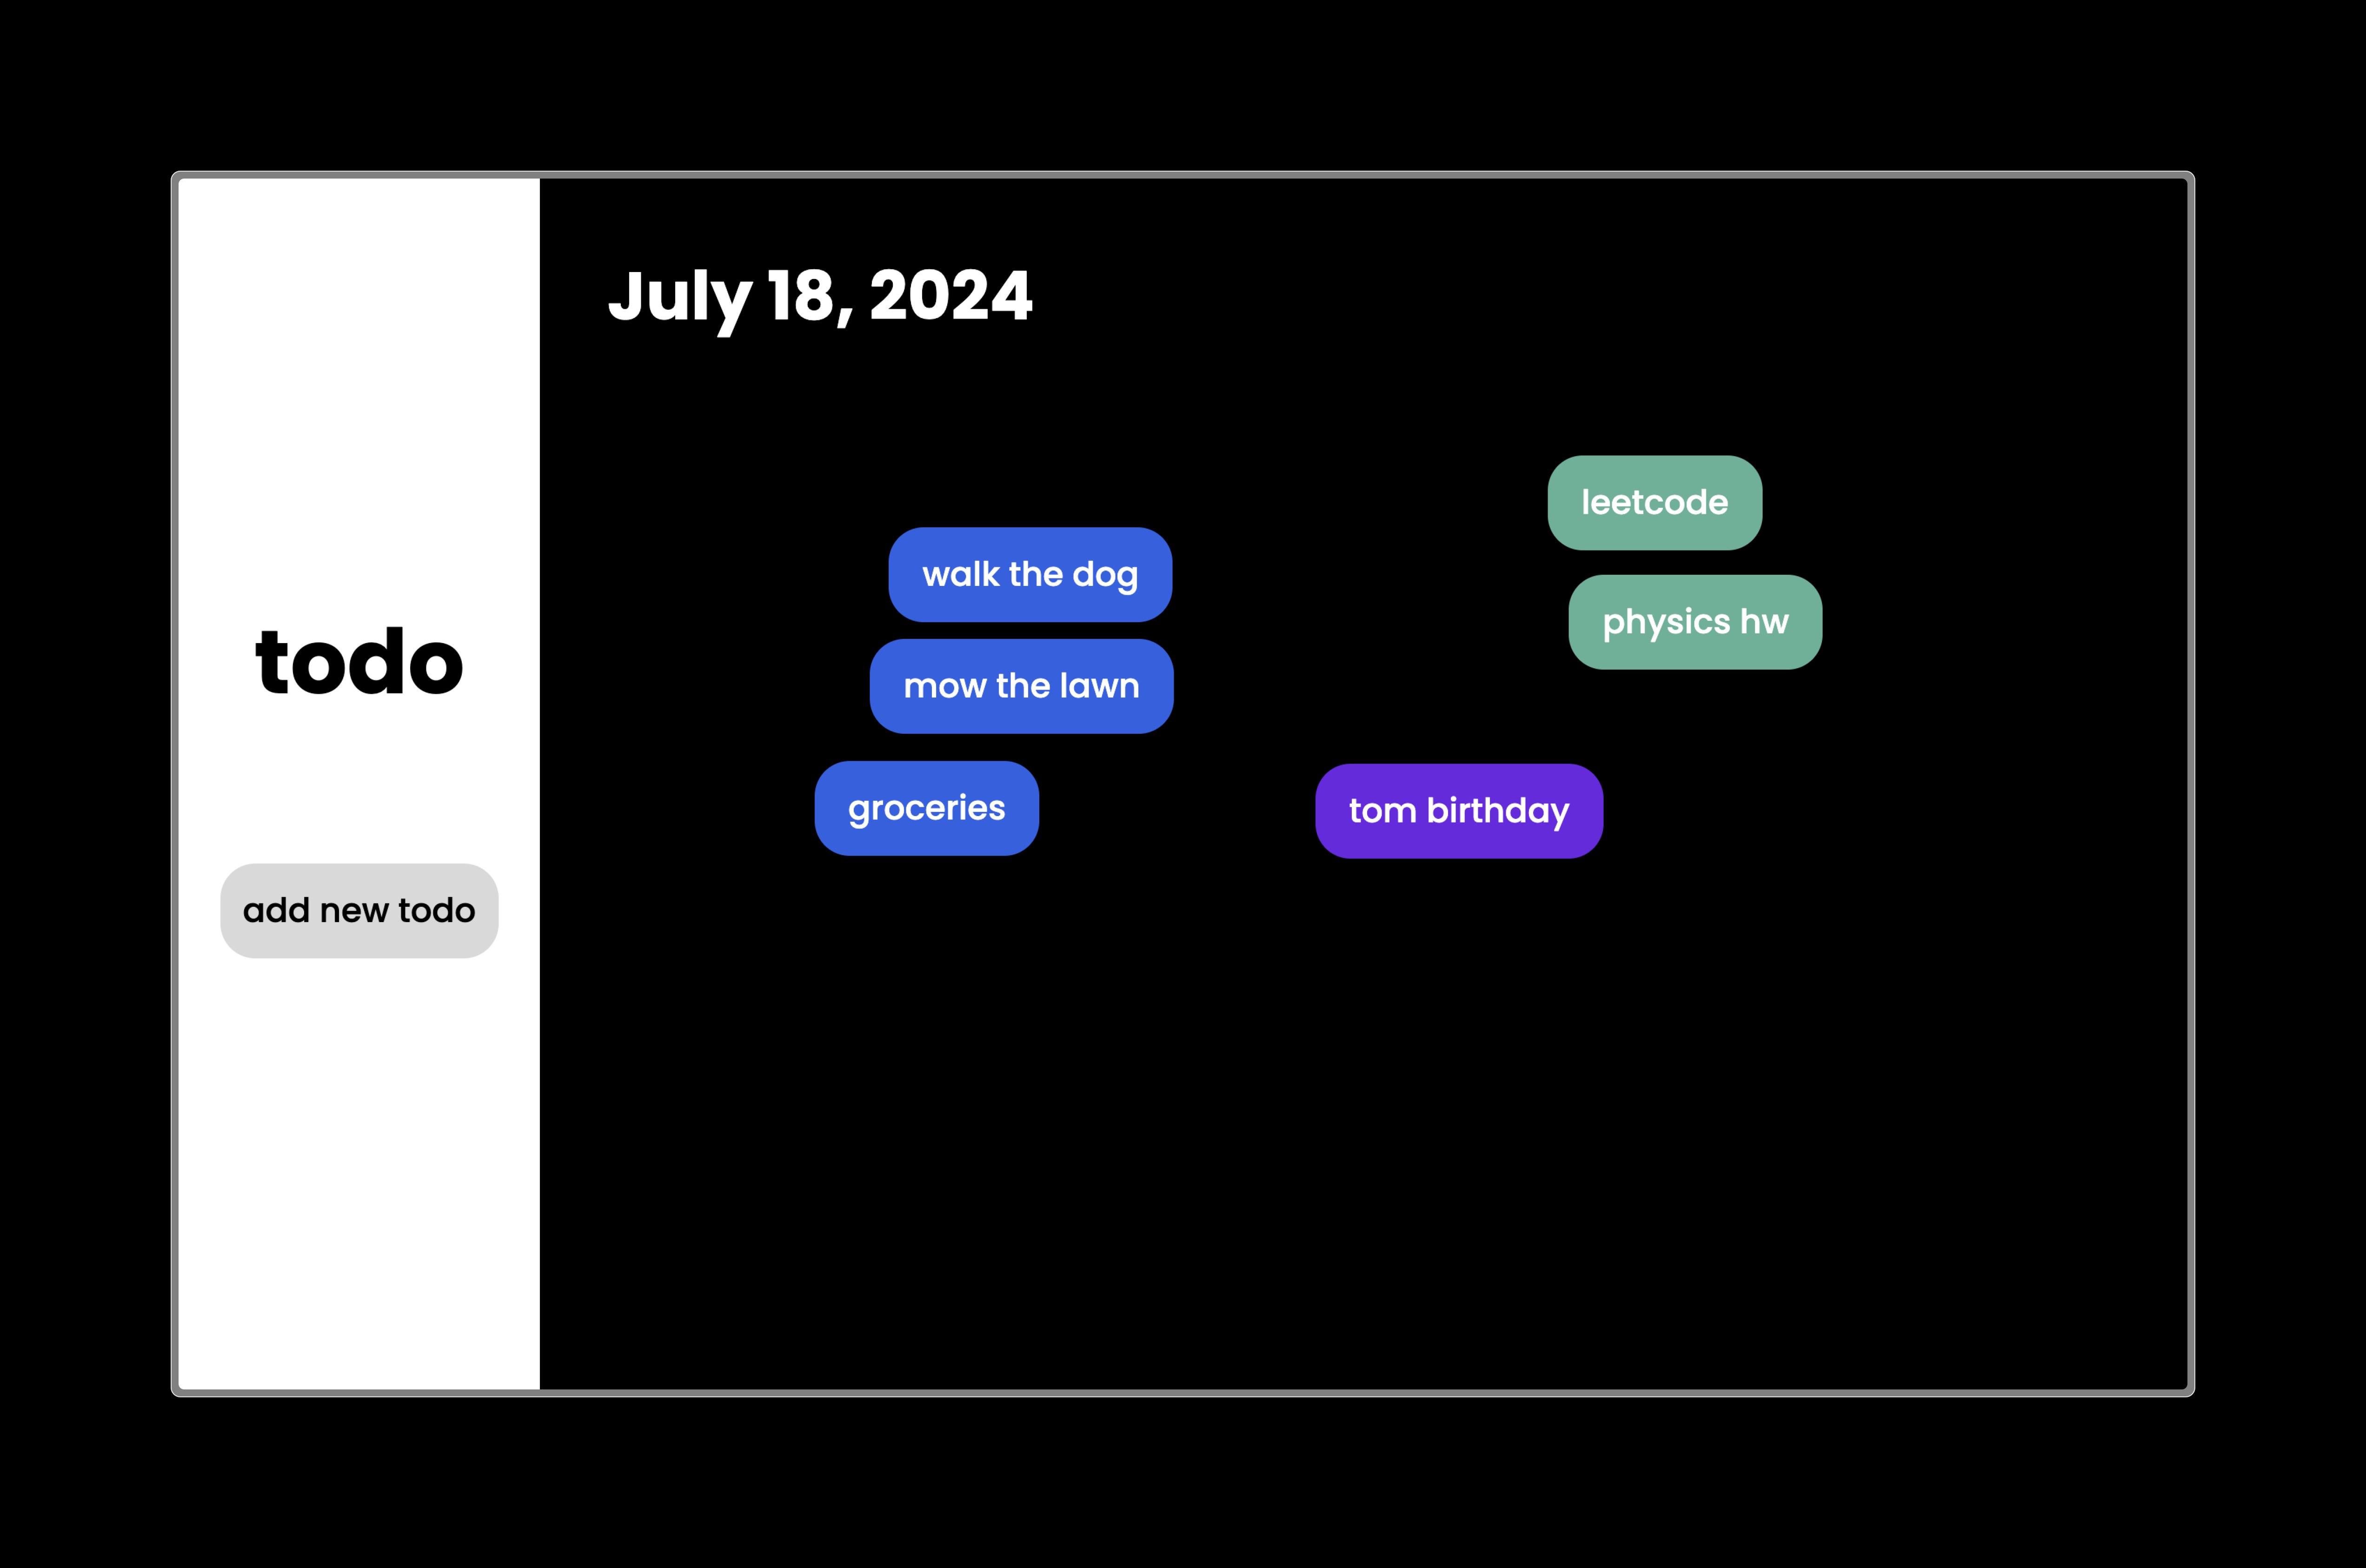 todo
add new todo
July 18, 2024
walk the dog
mow the lawn
groceries
leetcode
physics hw
tom birthday